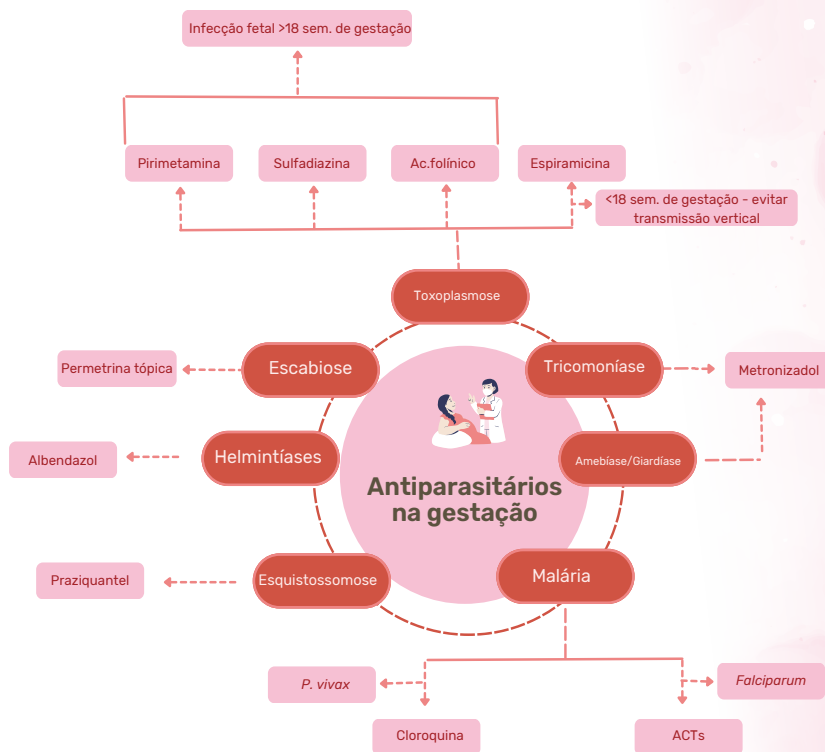 Infecção fetal >18 sem. de gestação
Pirimetamina
Sulfadiazina
Ac.folínico
Espiramicina
<18 sem. de gestação - evitar
transmissão vertical
Toxoplasmose
Escabiose
Permetrina tópica
Tricomoníase
Metronizadol
Helmintíases
Albendazol
Amebíase/Giardíase
Antiparasitários
na gestação
Esquistossomose
Praziquantel
Malária
P. vivax
Falciparum
Cloroquina
ACTs